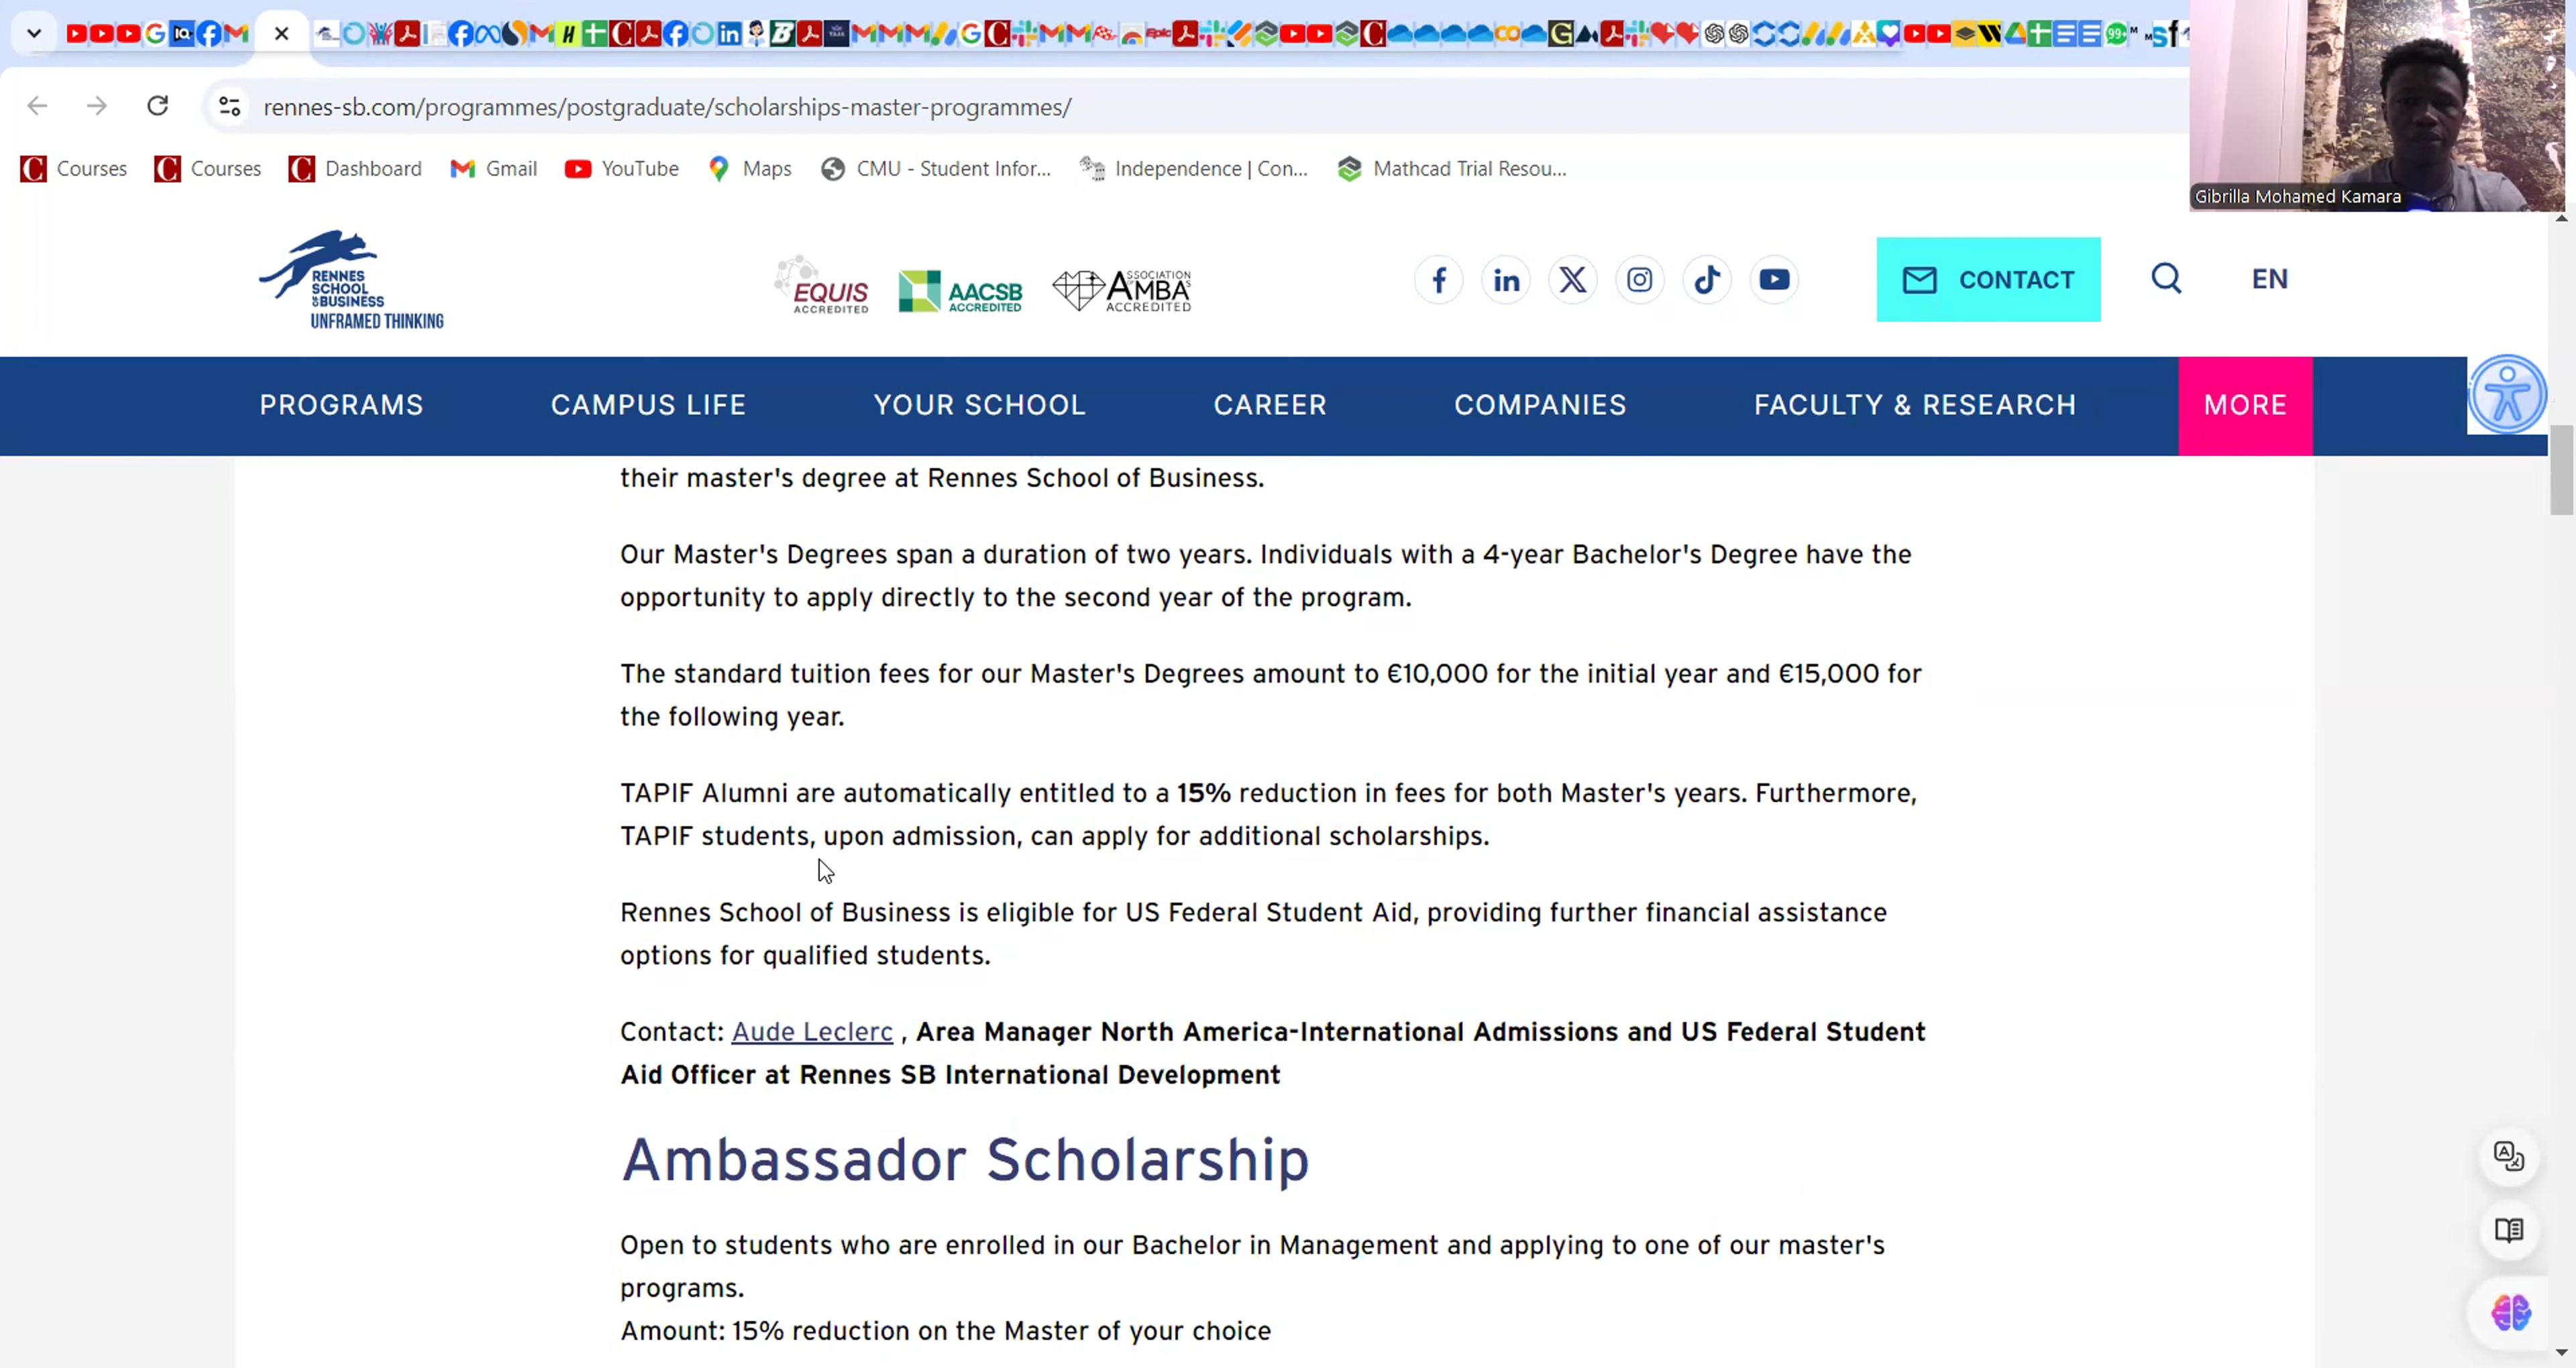 rennes-sb.com/programmes/postgraduate/scholarships-master-programmes/
Courses Courses Dashboard Gmail YouTube Maps CMU - Student Infor... Independence | Con... Mathcad Trial Resou...
Gibrilla Mohamed Kamara
RENNES
SCHOOL
OF BUSINESS
UNFRAMED THINKING
EQUIS
ACCREDITED
AACSB
ACCREDITED
ASSOCIATION
AMBA
ACCREDITED
CONTACT
EN
PROGRAMS CAMPUS LIFE YOUR SCHOOL CAREER COMPANIES FACULTY & RESEARCH MORE
their master's degree at Rennes School of Business.
Our Master's Degrees span a duration of two years. Individuals with a 4-year Bachelor's Degree have the
opportunity to apply directly to the second year of the program.
The standard tuition fees for our Master's Degrees amount to €10,000 for the initial year and €15,000 for
the following year.
TAPIF Alumni are automatically entitled to a 15% reduction in fees for both Master's years. Furthermore,
TAPIF students, upon admission, can apply for additional scholarships.
Rennes School of Business is eligible for US Federal Student Aid, providing further financial assistance
options for qualified students.
Contact: Aude Leclerc , Area Manager North America-International Admissions and US Federal Student
Aid Officer at Rennes SB International Development
Ambassador Scholarship
Open to students who are enrolled in our Bachelor in Management and applying to one of our master's
programs.
Amount: 15% reduction on the Master of your choice